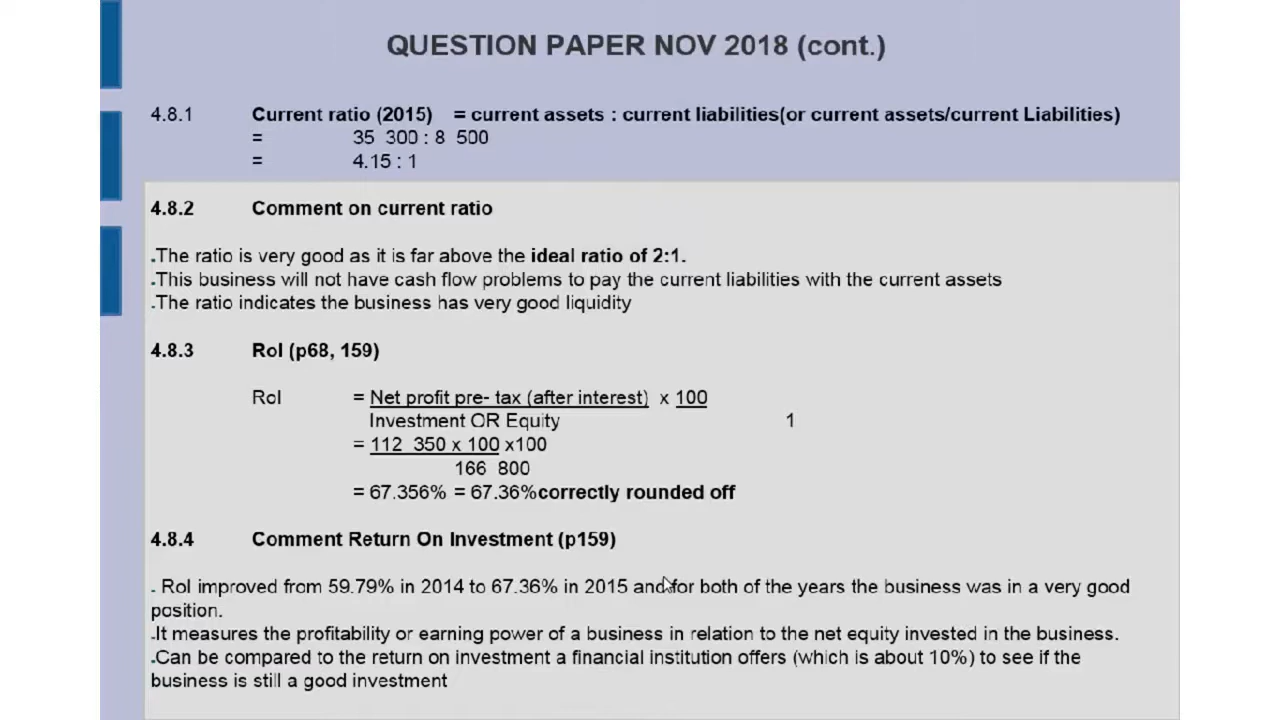 QUESTION PAPER NOV 2018 (cont.)
4.8.1 Current ratio (2015) = current assets : current liabilities(or current assets/current Liabilities)
= 35 300 : 8 500
= 4.15 : 1
4.8.2 Comment on current ratio
.The ratio is very good as it is far above the ideal ratio of 2:1.
.This business will not have cash flow problems to pay the current liabilities with the current assets
.The ratio indicates the business has very good liquidity
4.8.3 RoI (p68, 159)
RoI = Net profit pre- tax (after interest) x 100
Investment OR Equity 1
= 112 350 x 100 x100
166 800
= 67.356% = 67.36%correctly rounded off
4.8.4 Comment Return On Investment (p159)
. RoI improved from 59.79% in 2014 to 67.36% in 2015 and for both of the years the business was in a very good
position.
.It measures the profitability or earning power of a business in relation to the net equity invested in the business.
.Can be compared to the return on investment a financial institution offers (which is about 10%) to see if the
business is still a good investment